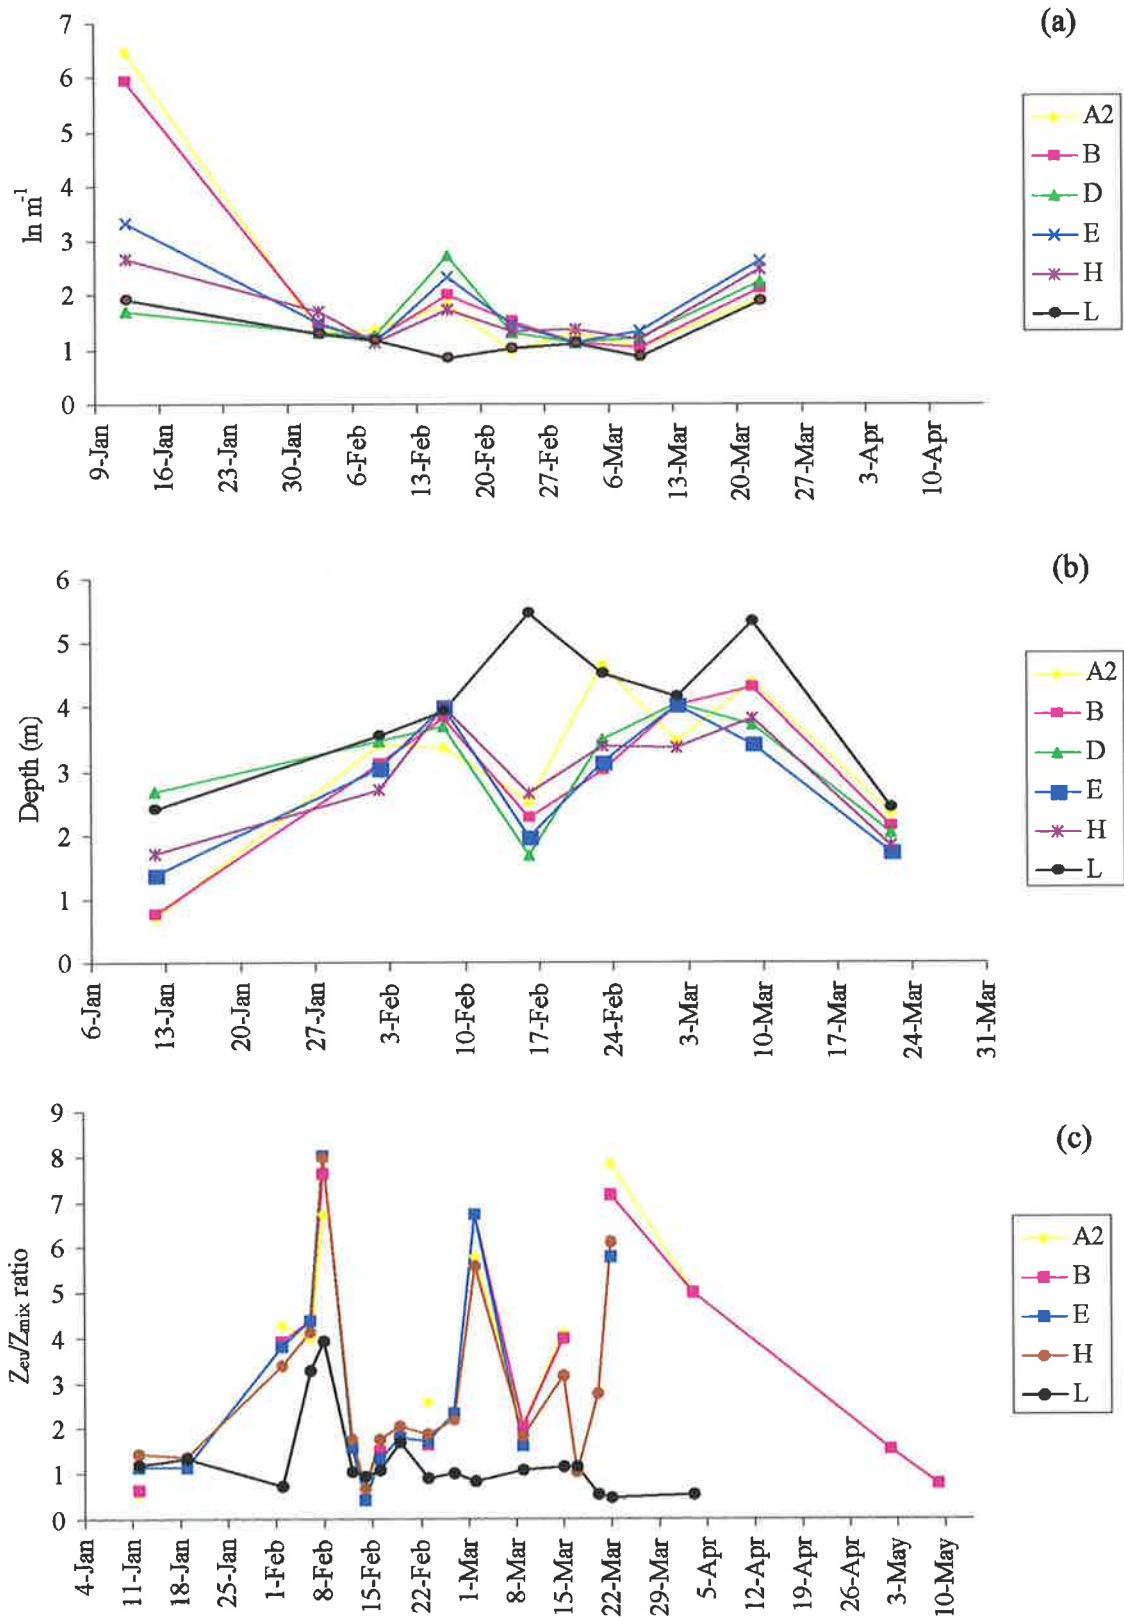 (a)
7
6
5
4
3
2
1
0
ln m-1
9-Jan
16-Jan
23-Jan
30-Jan
6-Feb
13-Feb
20-Feb
27-Feb
6-Mar
13-Mar
20-Mar
27-Mar
3-Apr
10-Apr
A2
B
D
E
H
L
(b)
6
5
4
3
2
1
0
Depth (m)
6-Jan
13-Jan
20-Jan
27-Jan
3-Feb
10-Feb
17-Feb
24-Feb
3-Mar
10-Mar
17-Mar
24-Mar
31-Mar
A2
B
D
E
H
L
(c)
9
8
7
6
5
4
3
2
1
0
Zeu/Zmix ratio
4-Jan
11-Jan
18-Jan
25-Jan
1-Feb
8-Feb
15-Feb
22-Feb
1-Mar
8-Mar
15-Mar
22-Mar
29-Mar
5-Apr
12-Apr
19-Apr
26-Apr
3-May
10-May
A2
B
E
H
L